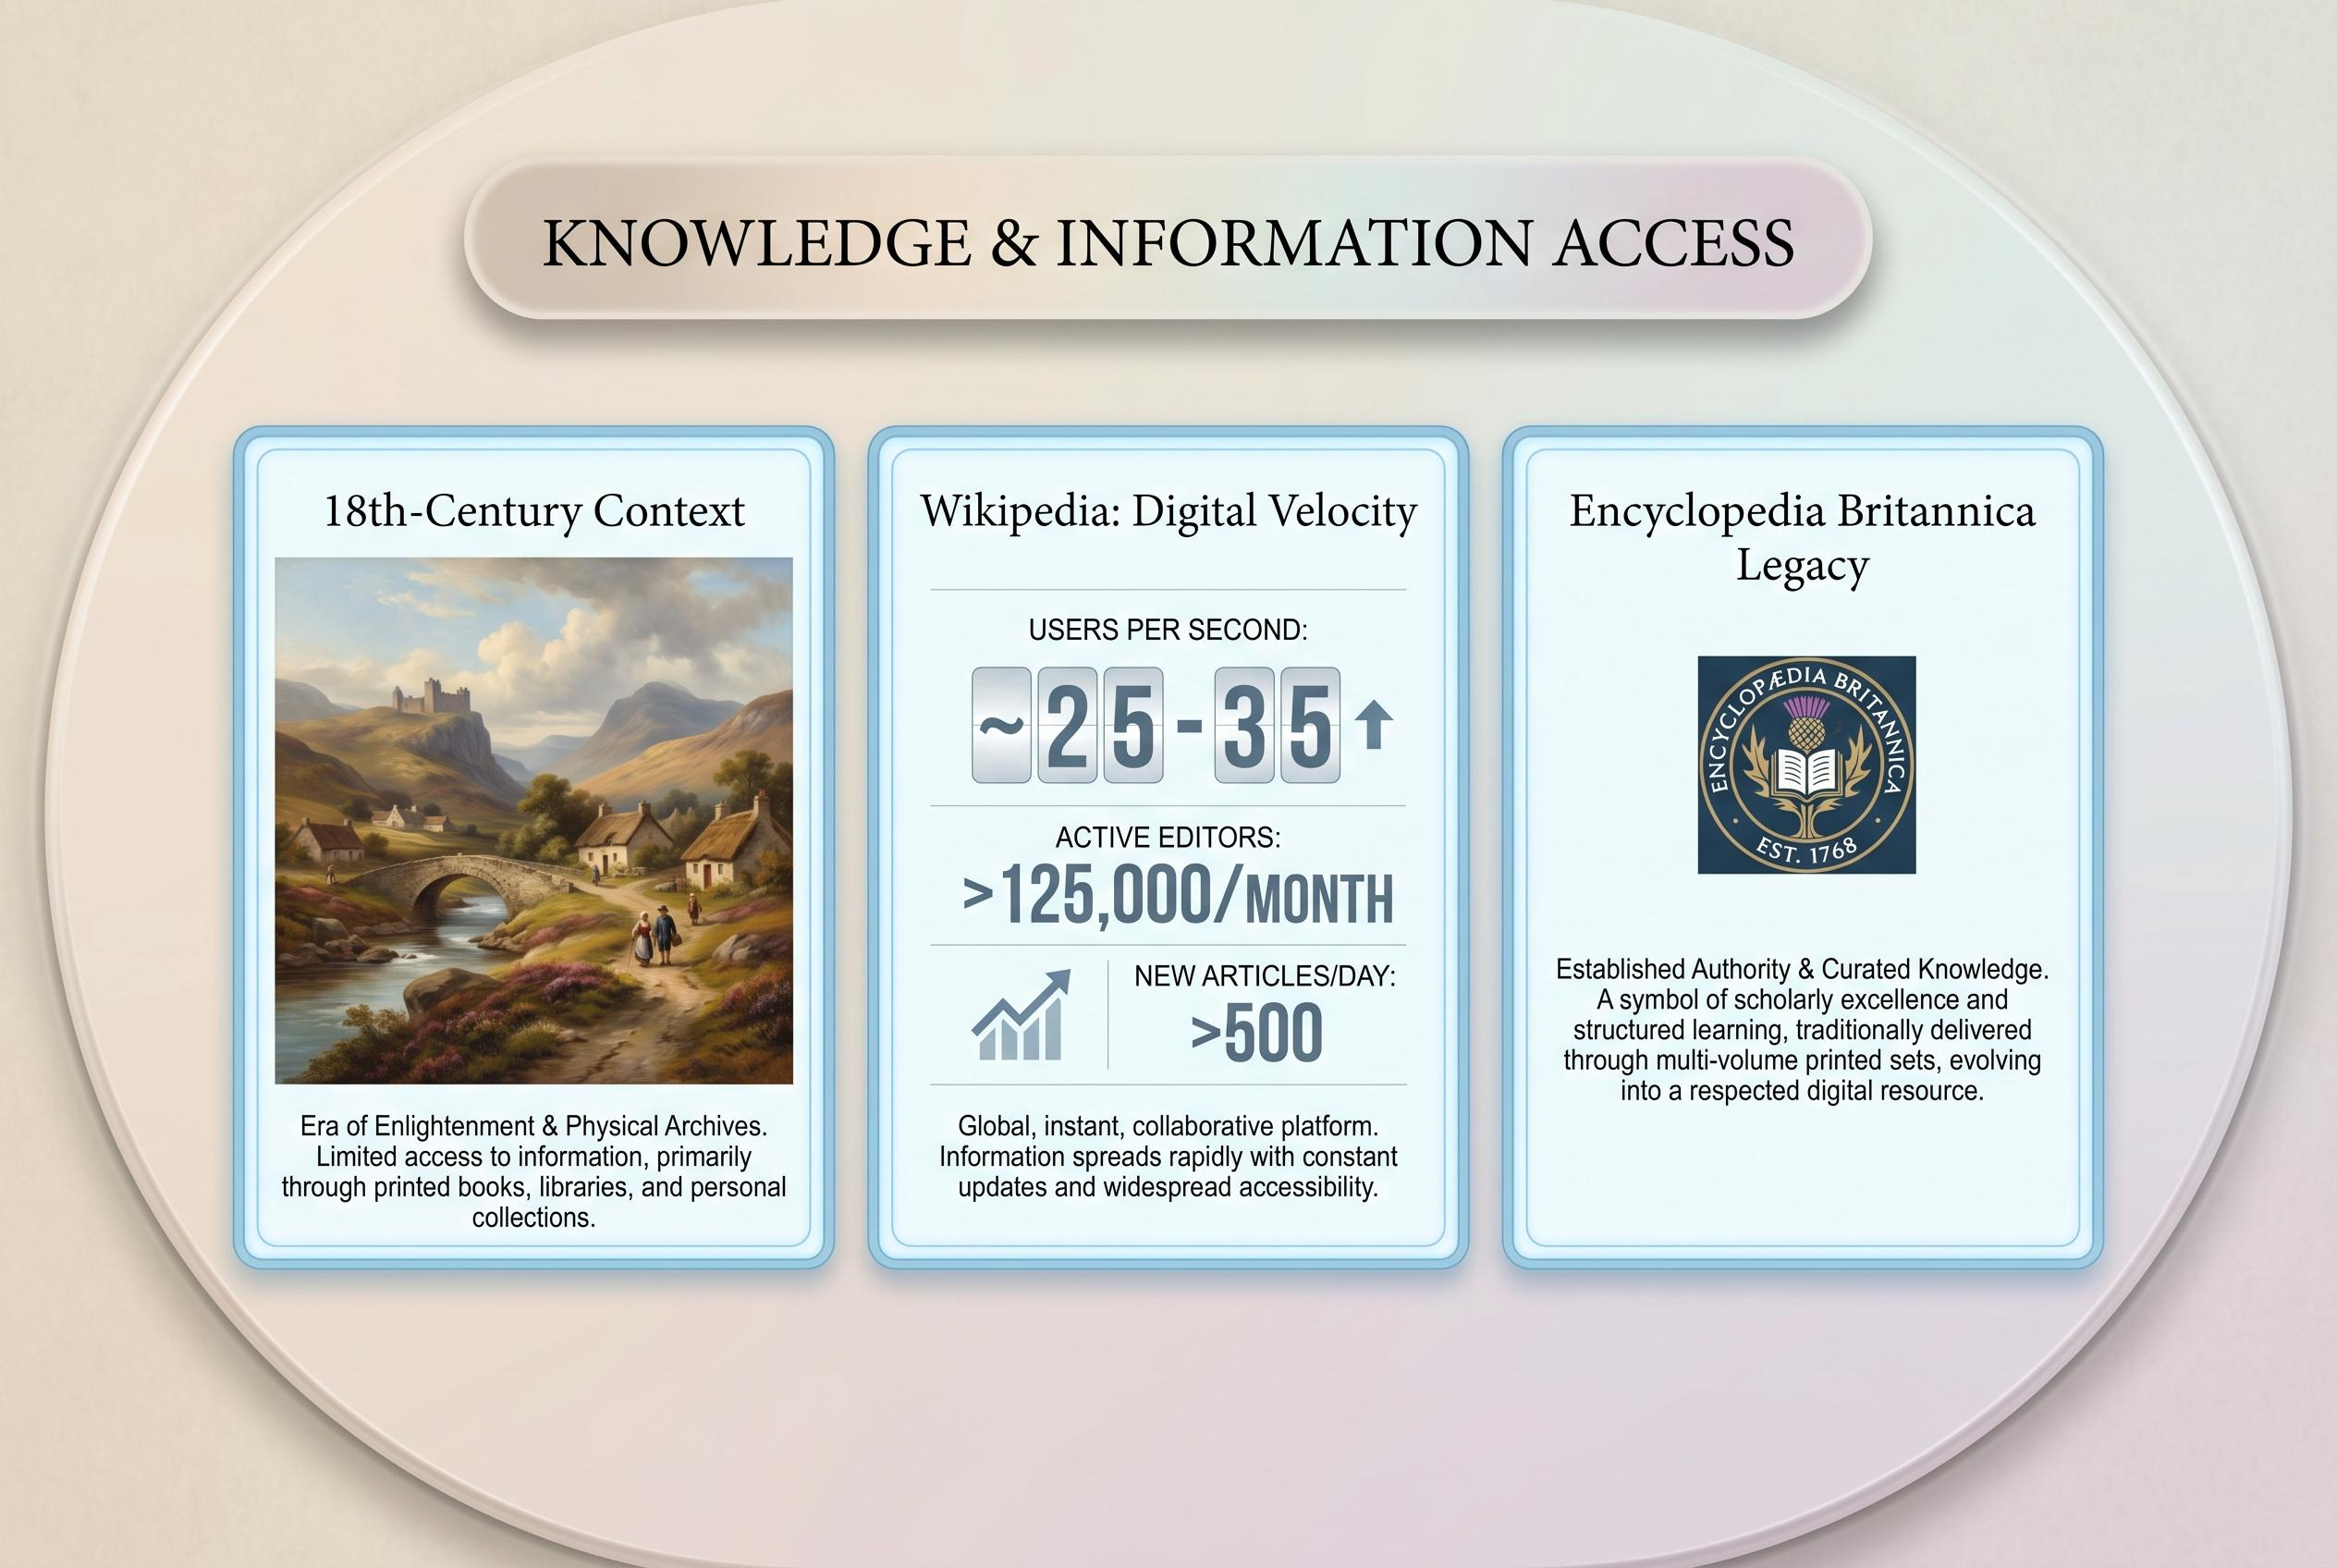 KNOWLEDGE & INFORMATION ACCESS
18th-Century Context
Era of Enlightenment & Physical Archives.
Limited access to information, primarily
through printed books, libraries, and personal
collections.
Wikipedia: Digital Velocity
USERS PER SECOND:
~25-35
ACTIVE EDITORS:
>125,000/MONTH
NEW ARTICLES/DAY:
>500
Global, instant, collaborative platform.
Information spreads rapidly with constant
updates and widespread accessibility.
Encyclopedia Britannica
Legacy
ENCYCLOPÆDIA BRITANNICA
EST. 1768
Established Authority & Curated Knowledge.
A symbol of scholarly excellence and
structured learning, traditionally delivered
through multi-volume printed sets, evolving
into a respected digital resource.